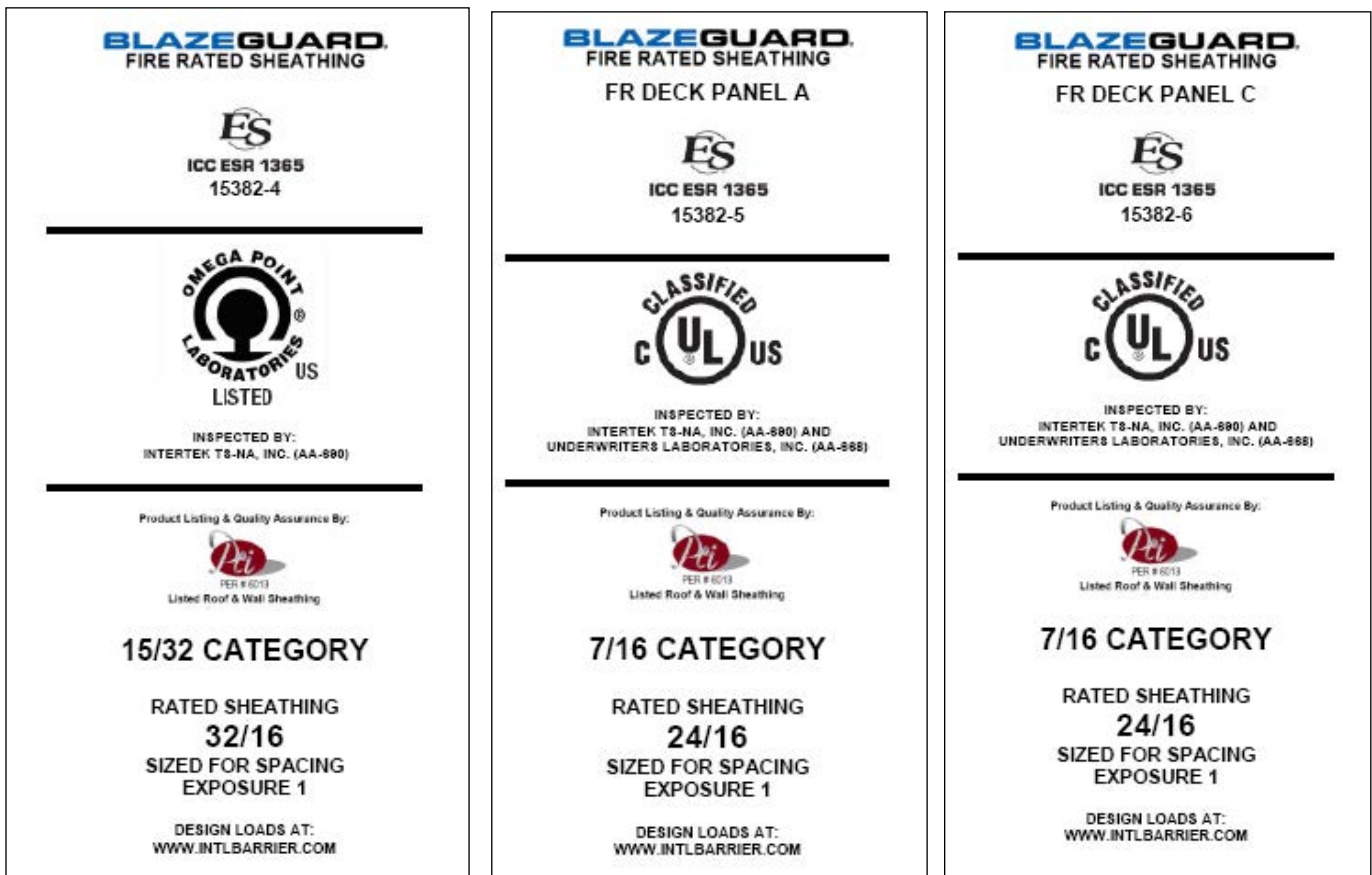 BLAZEGUARD.
FIRE RATED SHEATHING
ES
ICC ESR 1365
15382-4
OMEGA POINT
LABORATORIES
®
US
LISTED
INSPECTED BY:
INTERTEK TS-NA, INC. (AA-690)
Product Listing & Quality Assurance By:
Pti
PER # 6013
Listed Roof & Wall Sheathing
15/32 CATEGORY
RATED SHEATHING
32/16
SIZED FOR SPACING
EXPOSURE 1
DESIGN LOADS AT:
WWW.INTLBARRIER.COM
BLAZEGUARD.
FIRE RATED SHEATHING
FR DECK PANEL A
ES
ICC ESR 1365
15382-5
CLASSIFIED
C UL ® US
INSPECTED BY:
INTERTEK TS-NA, INC. (AA-690) AND
UNDERWRITERS LABORATORIES, INC. (AA-668)
Product Listing & Quality Assurance By:
Pti
PER # 6013
Listed Roof & Wall Sheathing
7/16 CATEGORY
RATED SHEATHING
24/16
SIZED FOR SPACING
EXPOSURE 1
DESIGN LOADS AT:
WWW.INTLBARRIER.COM
BLAZEGUARD.
FIRE RATED SHEATHING
FR DECK PANEL C
ES
ICC ESR 1365
15382-6
CLASSIFIED
C UL ® US
INSPECTED BY:
INTERTEK TS-NA, INC. (AA-690) AND
UNDERWRITERS LABORATORIES, INC. (AA-668)
Product Listing & Quality Assurance By:
Pti
PER # 6013
Listed Roof & Wall Sheathing
7/16 CATEGORY
RATED SHEATHING
24/16
SIZED FOR SPACING
EXPOSURE 1
DESIGN LOADS AT:
WWW.INTLBARRIER.COM